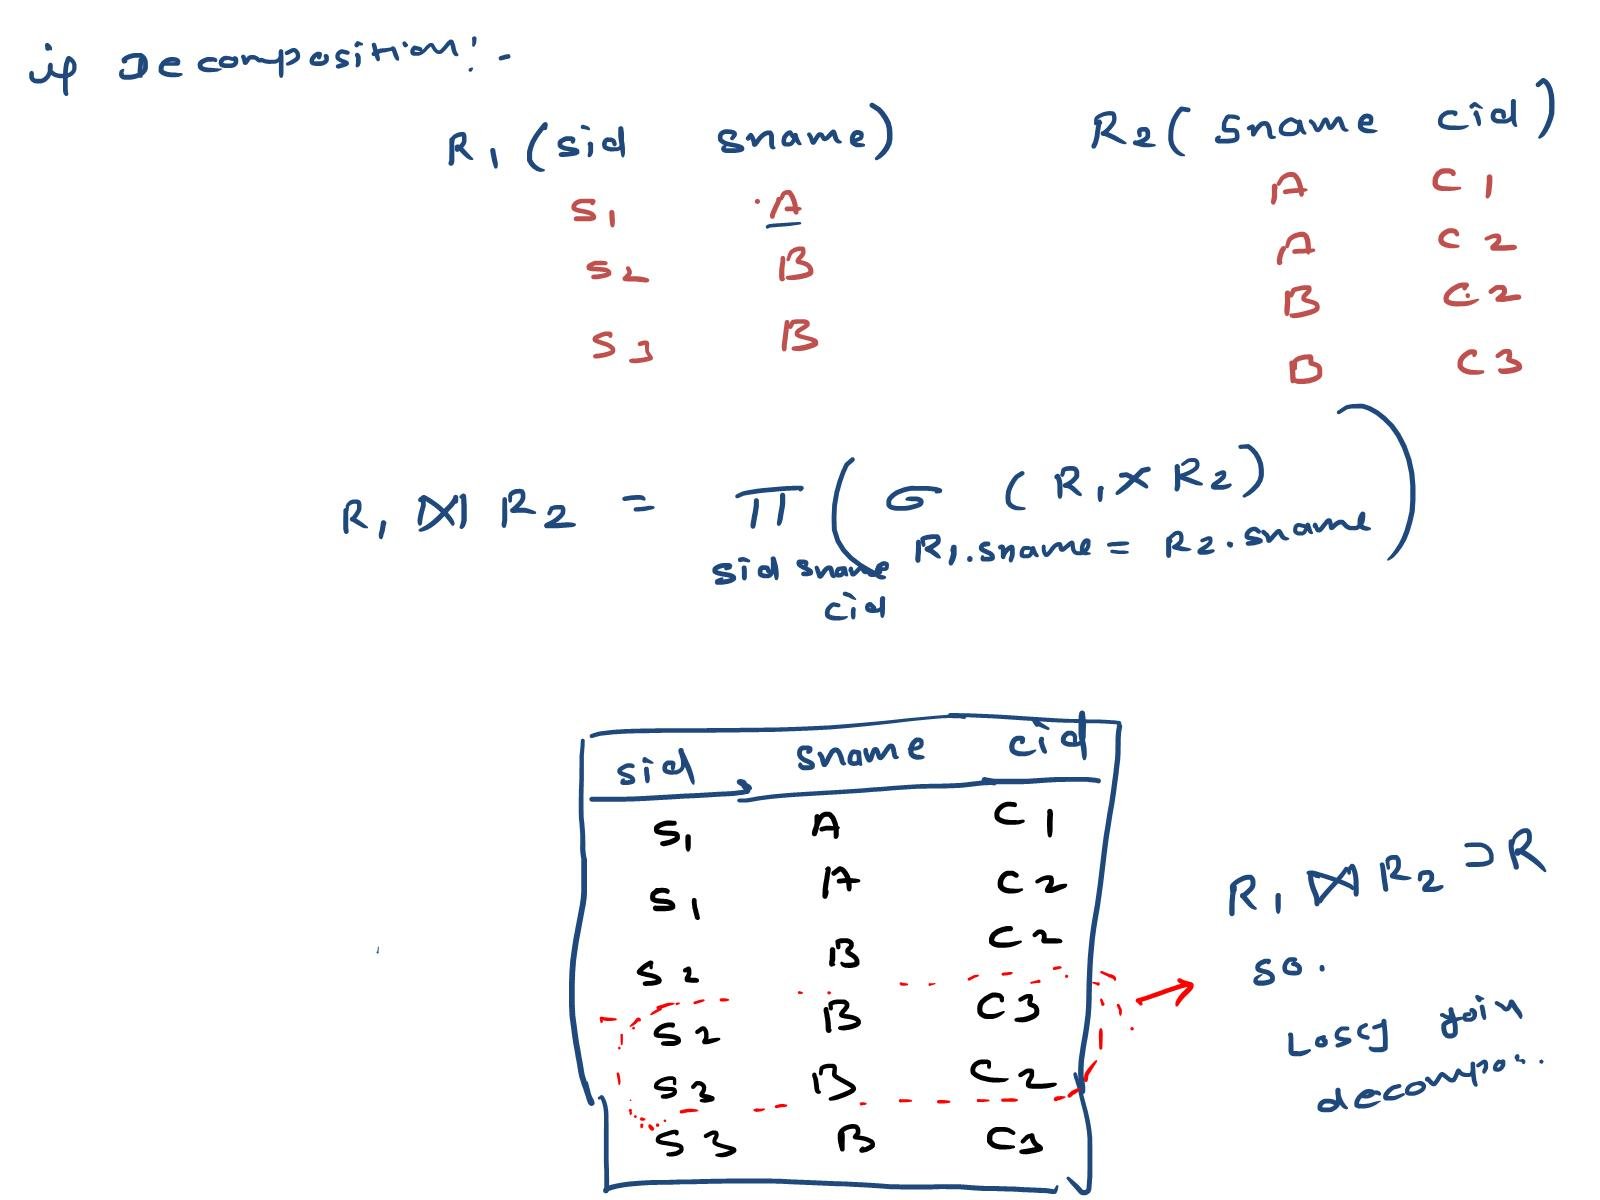 if Decomposition:-
R1 (sid sname) R2 ( sname cid )
S1 A A C1
S2 B A C2
S3 B B C2
B C3
R1 ⋈ R2 = π ( σ ( R1 × R2 ) )
sid sname R1.sname = R2.sname
cid
sid sname cid
S1 A C1
S1 A C2
S2 B C2
S2 B C3
S3 B C2
S3 B C3
R1 ⋈ R2 ⊃ R
so.
Lossy join
decompo..